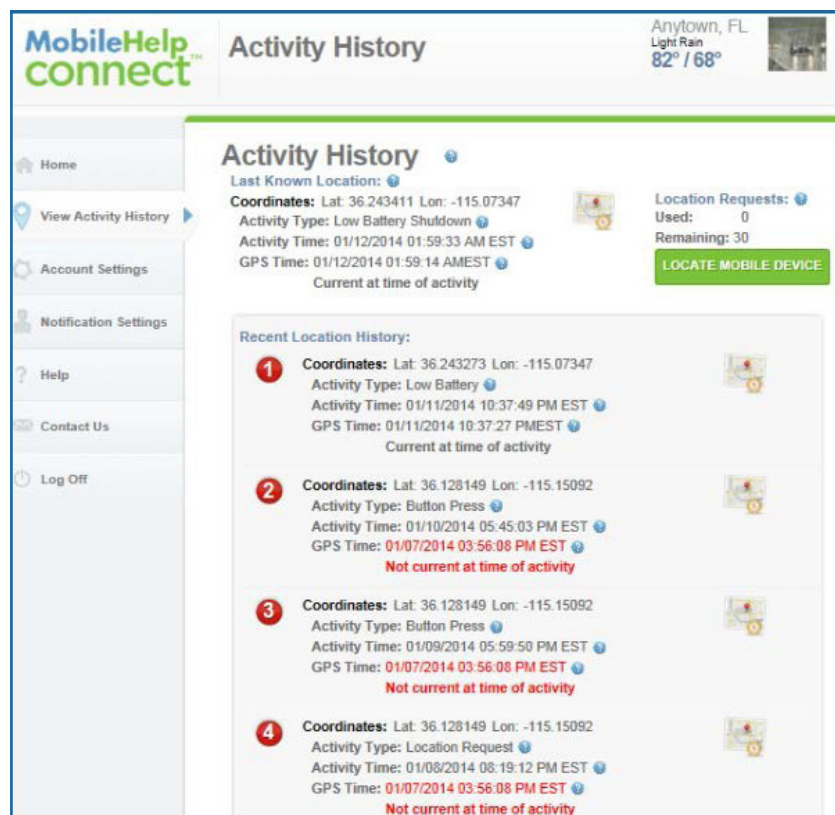 MobileHelp
connect™
Activity History
Anytown, FL
Light Rain
82° / 68°
Home
View Activity History
Account Settings
Notification Settings
? Help
Contact Us
Log Off
Activity History ?
Last Known Location: ?
Coordinates: Lat: 36.243411 Lon: -115.07347
Activity Type: Low Battery Shutdown ?
Activity Time: 01/12/2014 01:59:33 AM EST ?
GPS Time: 01/12/2014 01:59:14 AMEST ?
Current at time of activity
Location Requests: ?
Used: 0
Remaining: 30
LOCATE MOBILE DEVICE
Recent Location History:
1 Coordinates: Lat: 36.243273 Lon: -115.07347
Activity Type: Low Battery ?
Activity Time: 01/11/2014 10:37:49 PM EST ?
GPS Time: 01/11/2014 10:37:27 PMEST ?
Current at time of activity
2 Coordinates: Lat: 36.128149 Lon: -115.15092
Activity Type: Button Press ?
Activity Time: 01/10/2014 05:45:03 PM EST ?
GPS Time: 01/07/2014 03:56:08 PM EST ?
Not current at time of activity
3 Coordinates: Lat: 36.128149 Lon: -115.15092
Activity Type: Button Press ?
Activity Time: 01/09/2014 05:59:50 PM EST ?
GPS Time: 01/07/2014 03:56:08 PM EST ?
Not current at time of activity
4 Coordinates: Lat: 36.128149 Lon: -115.15092
Activity Type: Location Request ?
Activity Time: 01/08/2014 08:19:12 PM EST ?
GPS Time: 01/07/2014 03:56:08 PM EST ?
Not current at time of activity